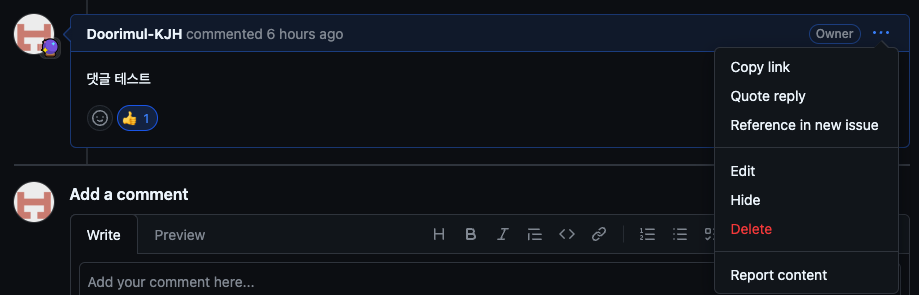 Doorimul-KJH commented 6 hours ago Owner ...
댓글 테스트
👍 1
Copy link
Quote reply
Reference in new issue
Edit
Hide
Delete
Report content
Add a comment
Write Preview H B I
Add your comment here...